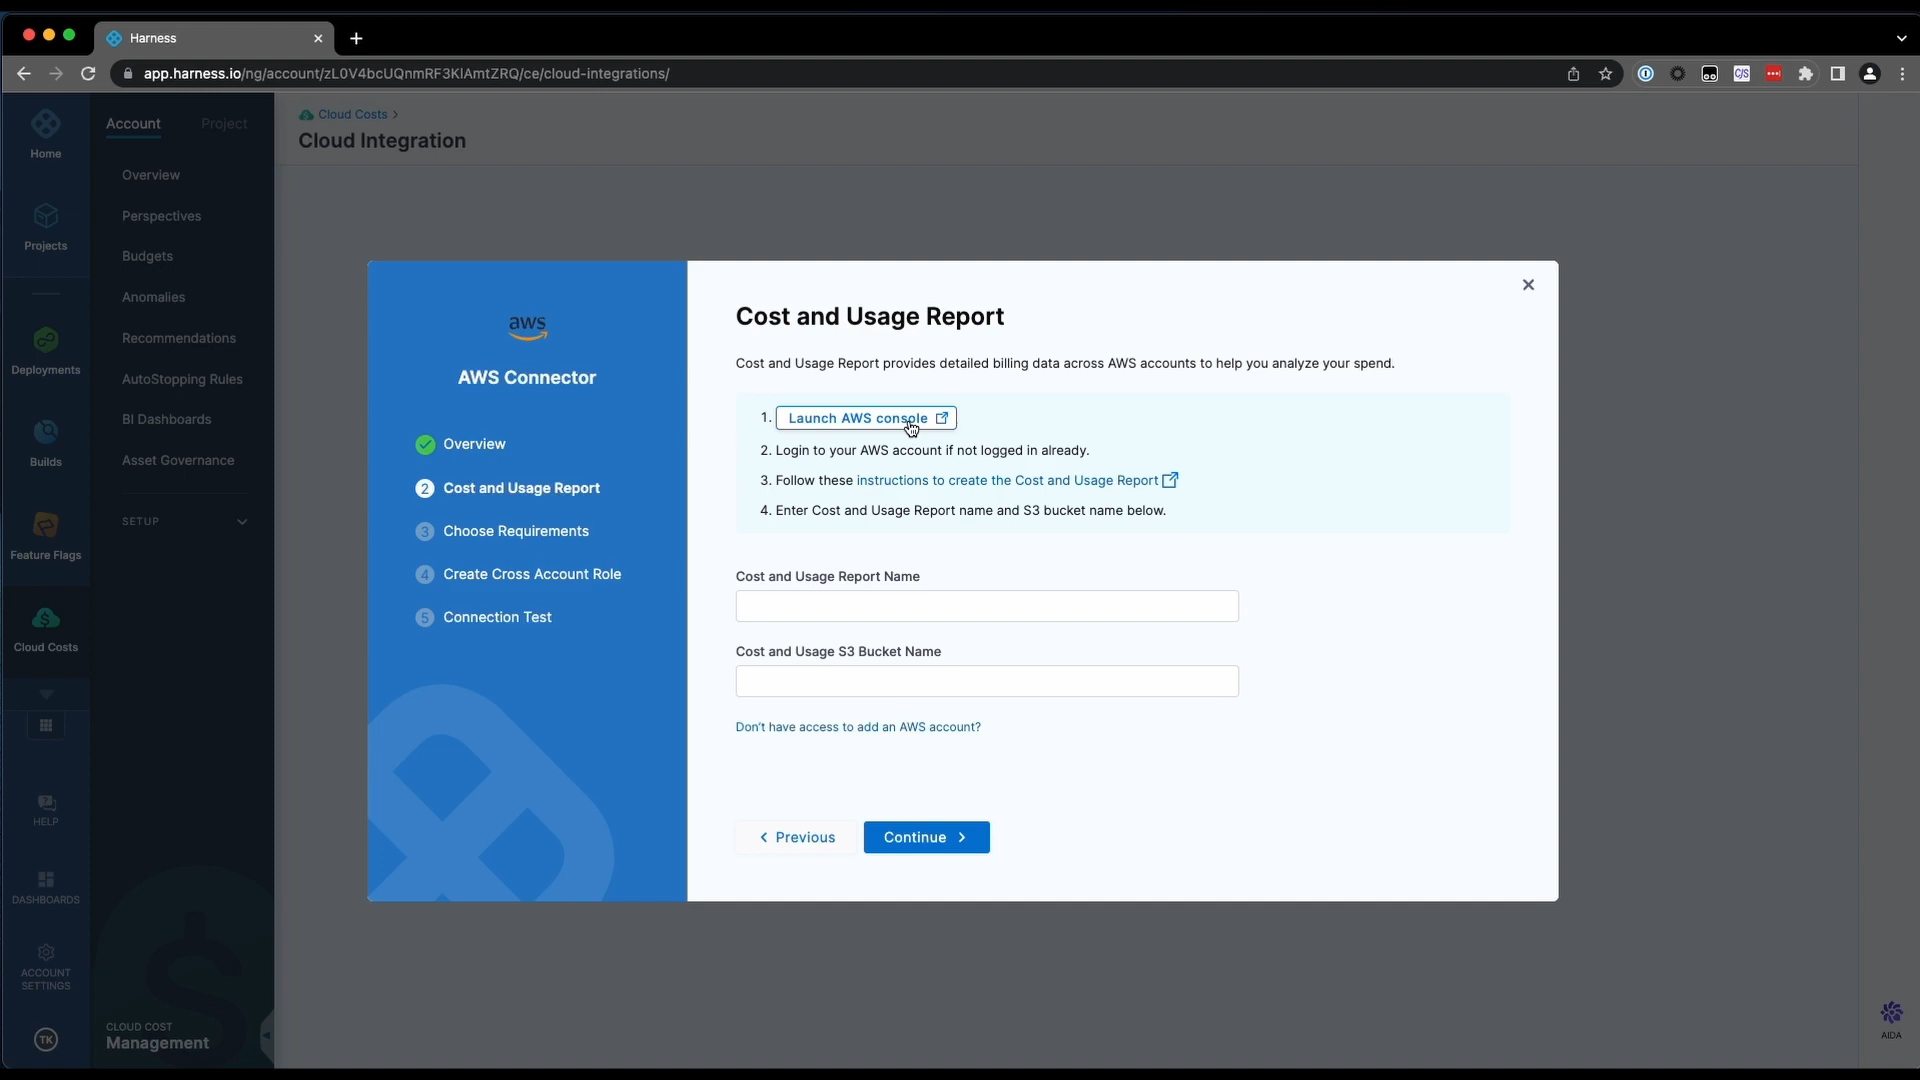 Harness
app.harness.io/ng/account/zL0V4bcUQnmRF3KlAmtZRQ/ce/cloud-integrations/
Home
Projects
Deployments
Builds
Feature Flags
Cloud Costs
HELP
DASHBOARDS
ACCOUNT
SETTINGS
TK
Account Project
Overview
Perspectives
Budgets
Anomalies
Recommendations
AutoStopping Rules
BI Dashboards
Asset Governance
SETUP
CLOUD COST
Management
Cloud Costs >
Cloud Integration
aws
AWS Connector
Overview
2 Cost and Usage Report
3 Choose Requirements
4 Create Cross Account Role
5 Connection Test
Cost and Usage Report
Cost and Usage Report provides detailed billing data across AWS accounts to help you analyze your spend.
1. Launch AWS console
2. Login to your AWS account if not logged in already.
3. Follow these instructions to create the Cost and Usage Report
4. Enter Cost and Usage Report name and S3 bucket name below.
Cost and Usage Report Name
Cost and Usage S3 Bucket Name
Don't have access to add an AWS account?
< Previous
Continue >
AIDA